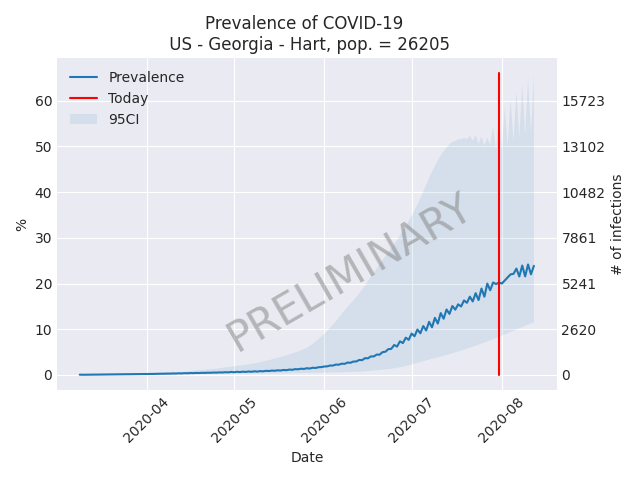 Prevalence of COVID-19
US - Georgia - Hart, pop. = 26205
Prevalence
Today
95CI
60
50
40
30
20
10
0
%
15723
13102
10482
7861
5241
2620
0
# of infections
PRELIMINARY
2020-04
2020-05
2020-06
2020-07
2020-08
Date